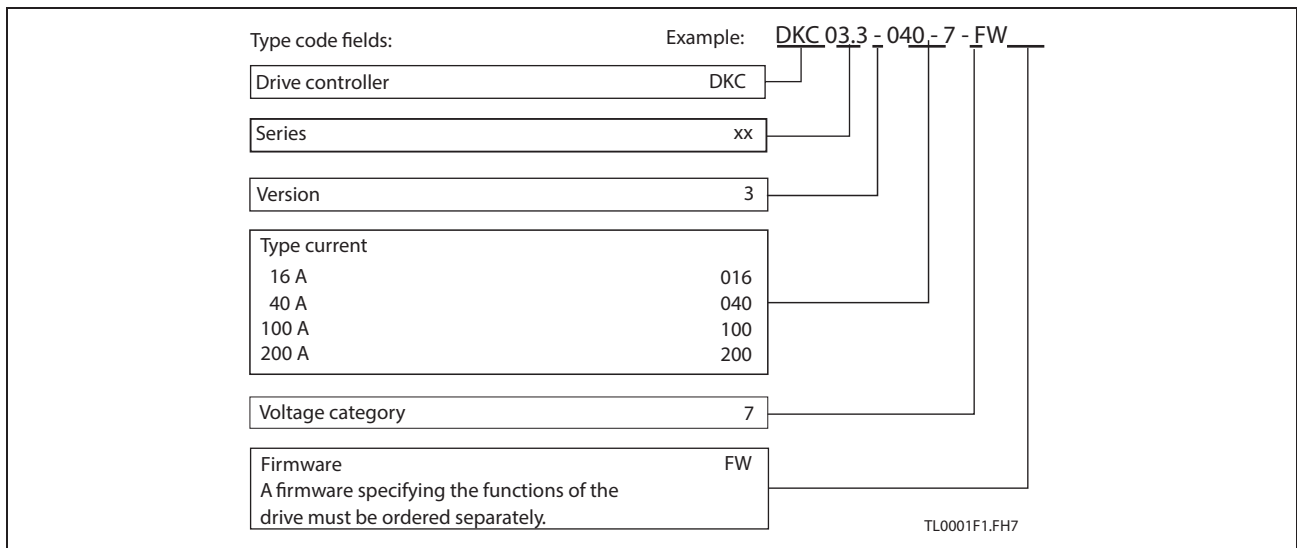 Type code fields: Example: DKC 03.3 - 040 - 7 - FW
Drive controller DKC
Series xx
Version 3
Type current
16 A 016
40 A 040
100 A 100
200 A 200
Voltage category 7
Firmware FW
A firmware specifying the functions of the
drive must be ordered separately.
TL0001F1.FH7